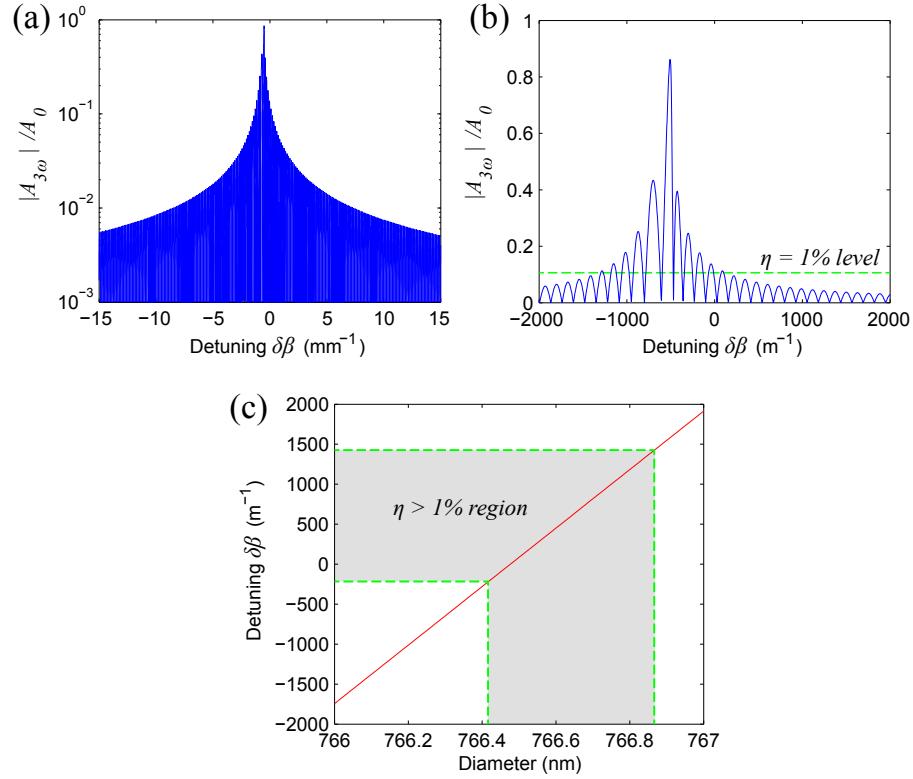 (a)
10⁰
10⁻¹
10⁻²
10⁻³
|A₃ω| /A₀
−15 −10 −5 0 5 10 15
Detuning δβ (mm⁻¹)
(b)
1
0.8
0.6
0.4
0.2
0
|A₃ω| /A₀
η = 1% level
−2000 −1000 0 1000 2000
Detuning δβ (m⁻¹)
(c)
2000
1500
1000
500
0
−500
−1000
−1500
−2000
Detuning δβ (m⁻¹)
η > 1% region
766 766.2 766.4 766.6 766.8 767
Diameter (nm)